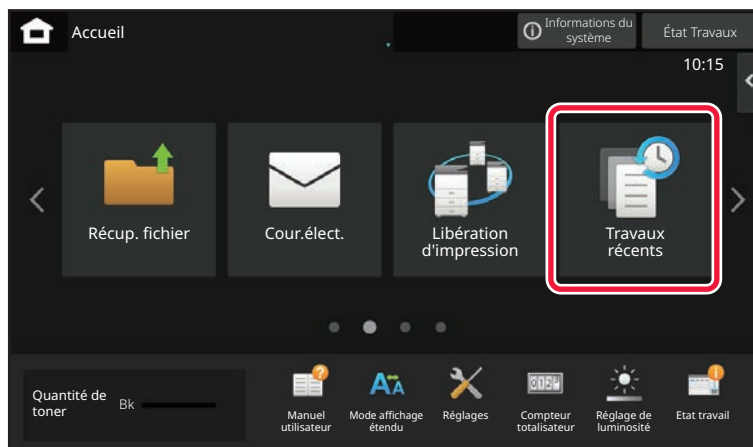 Accueil
Informations du
système
État Travaux
10:15
Récup. fichier
Cour.élect.
Libération
d'impression
Travaux
récents
Quantité de
toner
Bk
Manuel
utilisateur
Mode affichage
étendu
Réglages
0123
Compteur
totalisateur
Réglage de
luminosité
Etat travail